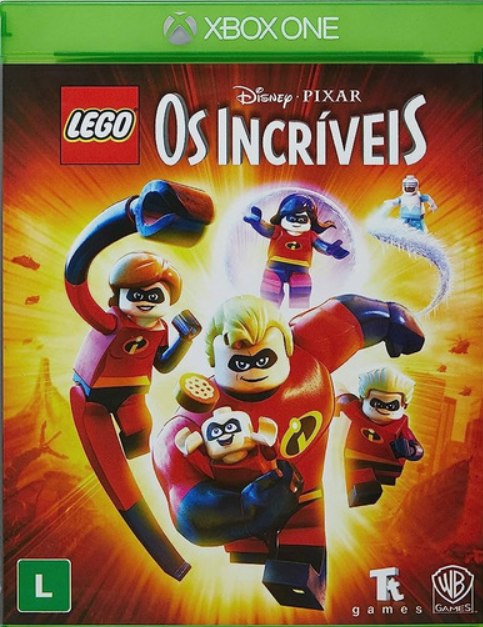 XBOX ONE
Disney · PIXAR
LEGO
OS INCRÍVEIS
L
Tt
games
WB
GAMES